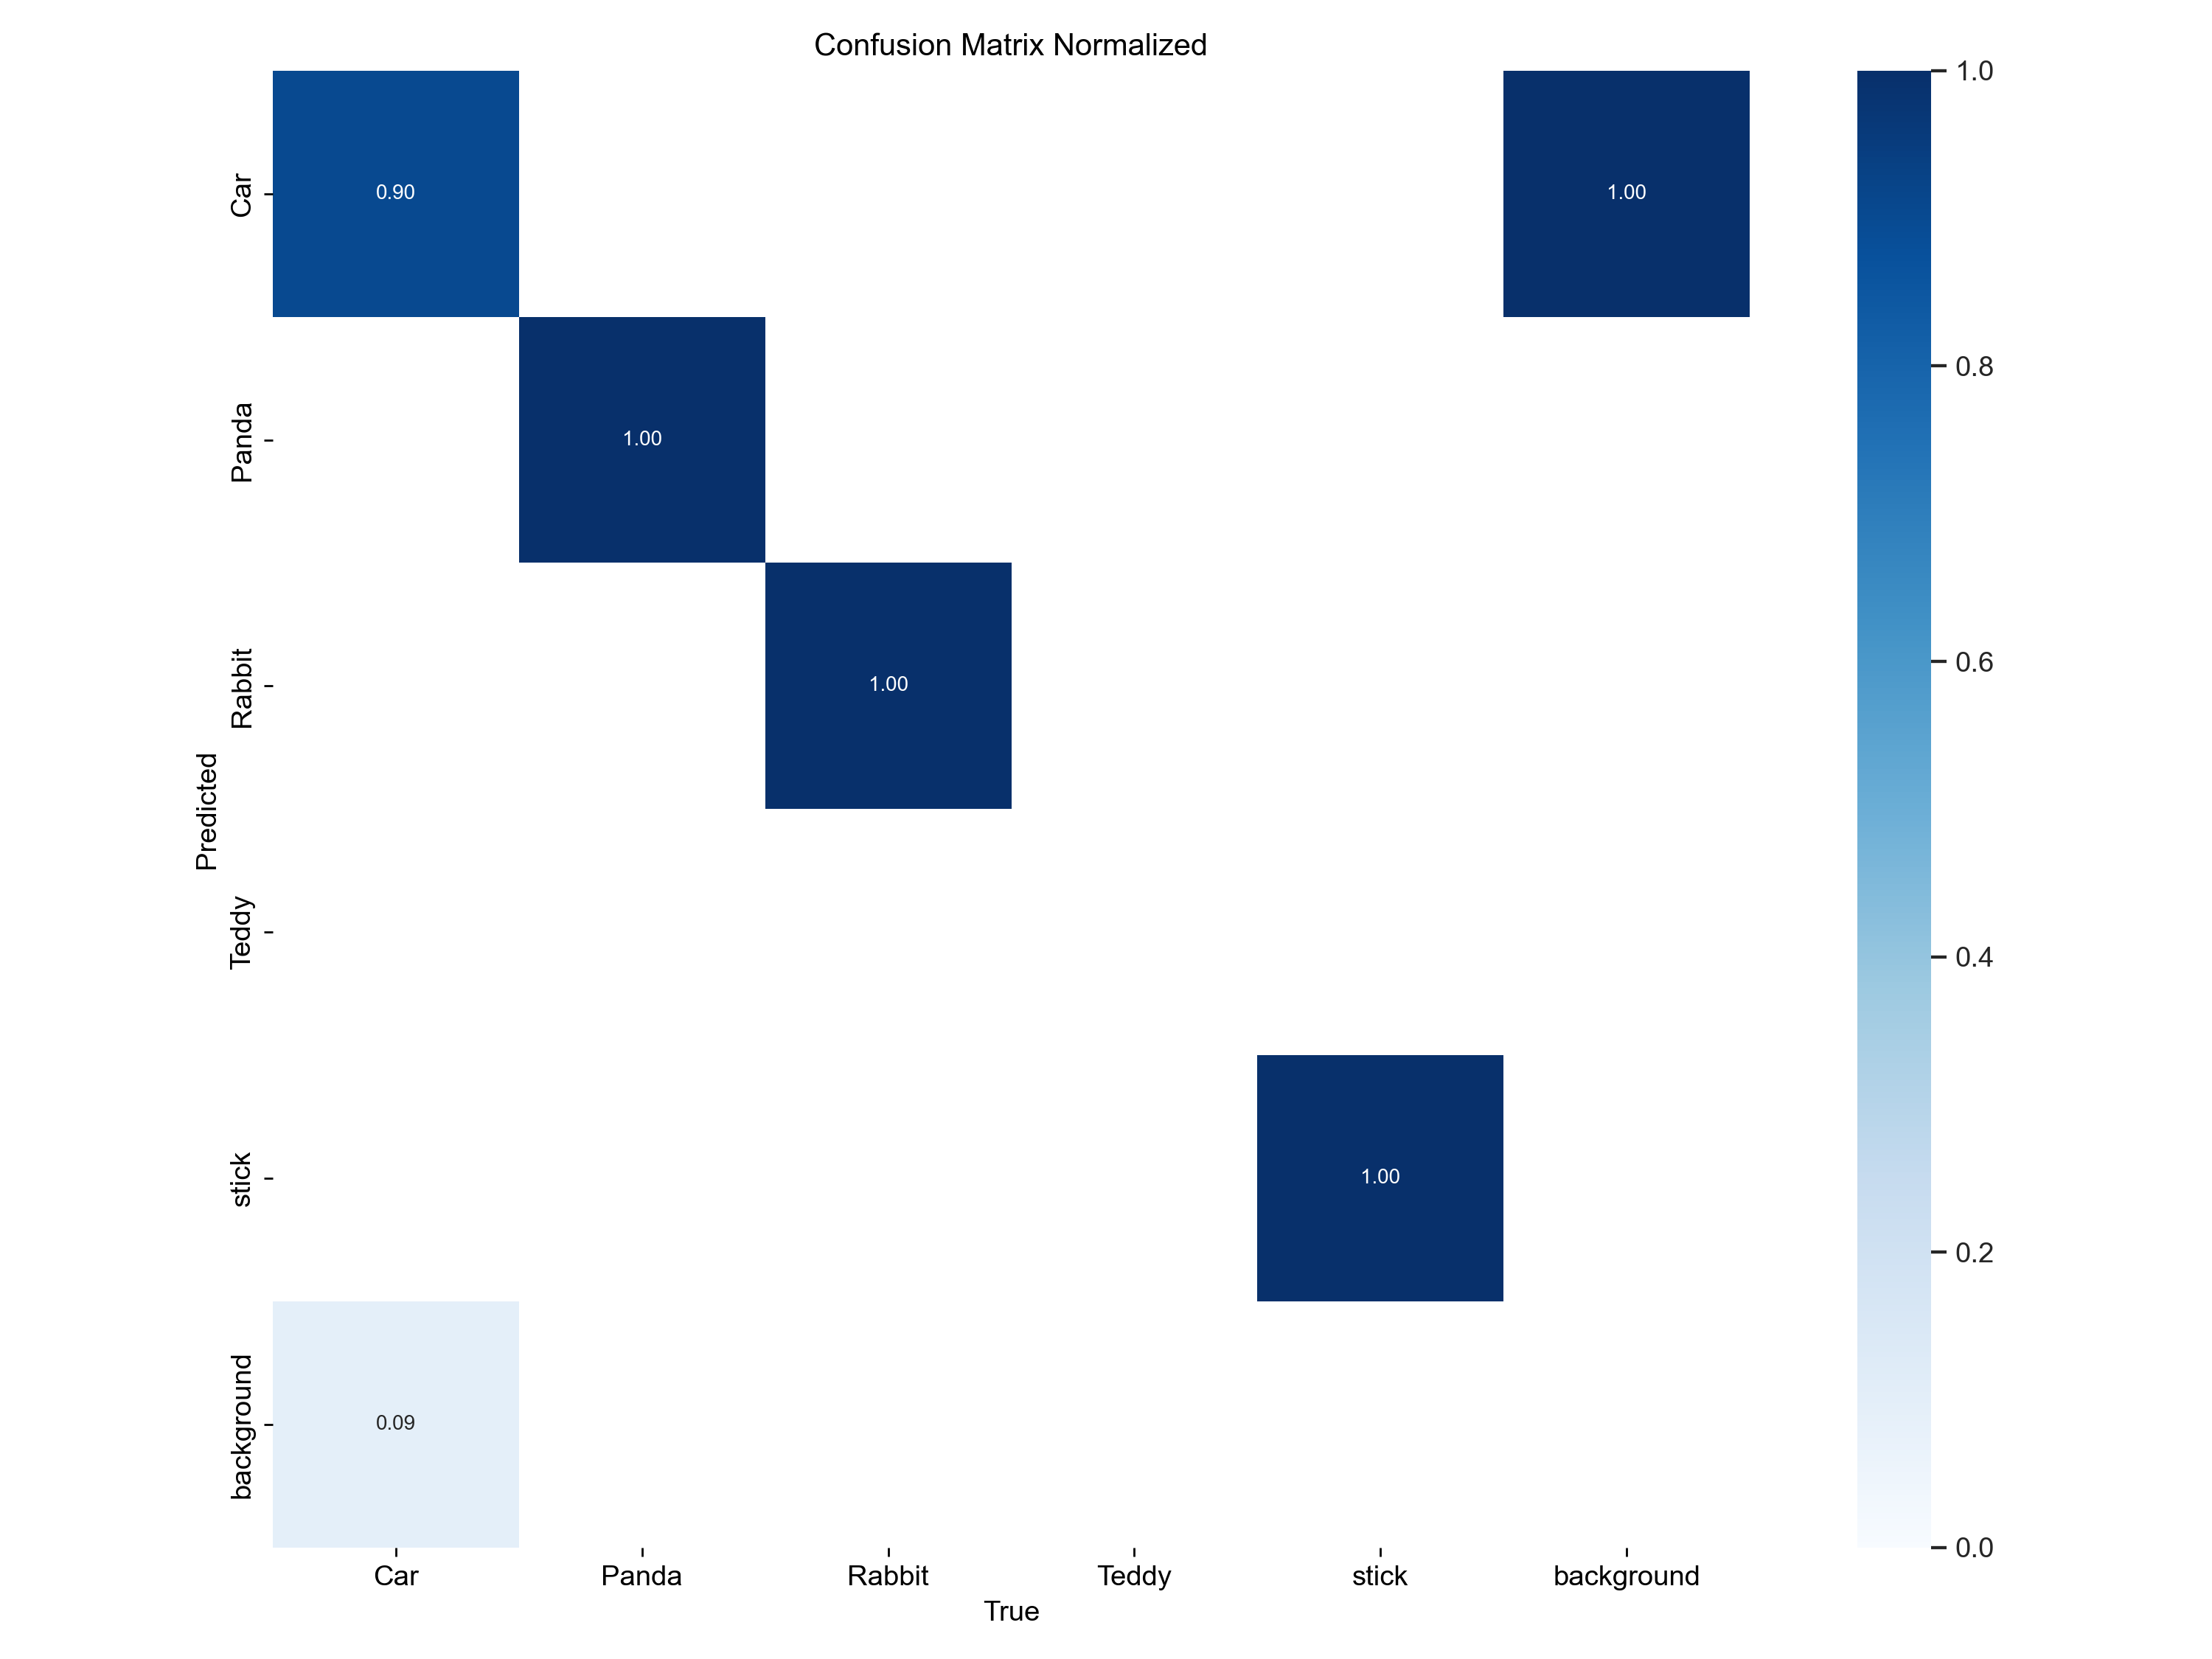 Confusion Matrix Normalized
Car
Panda
Rabbit
Teddy
stick
background
Predicted
0.90
1.00
1.00
1.00
1.00
0.09
Car
Panda
Rabbit
Teddy
stick
background
True
1.0
0.8
0.6
0.4
0.2
0.0